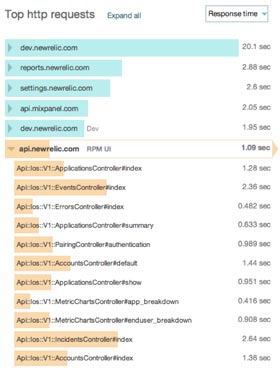 Top http requests Expand all Response time
dev.newrelic.com 20.1 sec
reports.newrelic.com 2.88 sec
settings.newrelic.com 2.6 sec
api.mixpanel.com 2.05 sec
dev.newrelic.com Dev 1.95 sec
api.newrelic.com RPM UI 1.09 sec
Api::Ios::V1::ApplicationsController#index 1.28 sec
Api::Ios::V1::EventsController#index 2.36 sec
Api::Ios::V1::ErrorsController#index 0.482 sec
Api::Ios::V1::ApplicationsController#summary 0.633 sec
Api::Ios::V1::PairingController#authentication 0.989 sec
Api::Ios::V1::AccountsController#default 1.44 sec
Api::Ios::V1::ApplicationsController#show 0.951 sec
Api::Ios::V1::MetricChartsController#app_breakdown 0.416 sec
Api::Ios::V1::MetricChartsController#enduser_breakdown 0.908 sec
Api::Ios::V1::IncidentsController#index 2.64 sec
Api::Ios::V1::AccountsController#index 1.36 sec